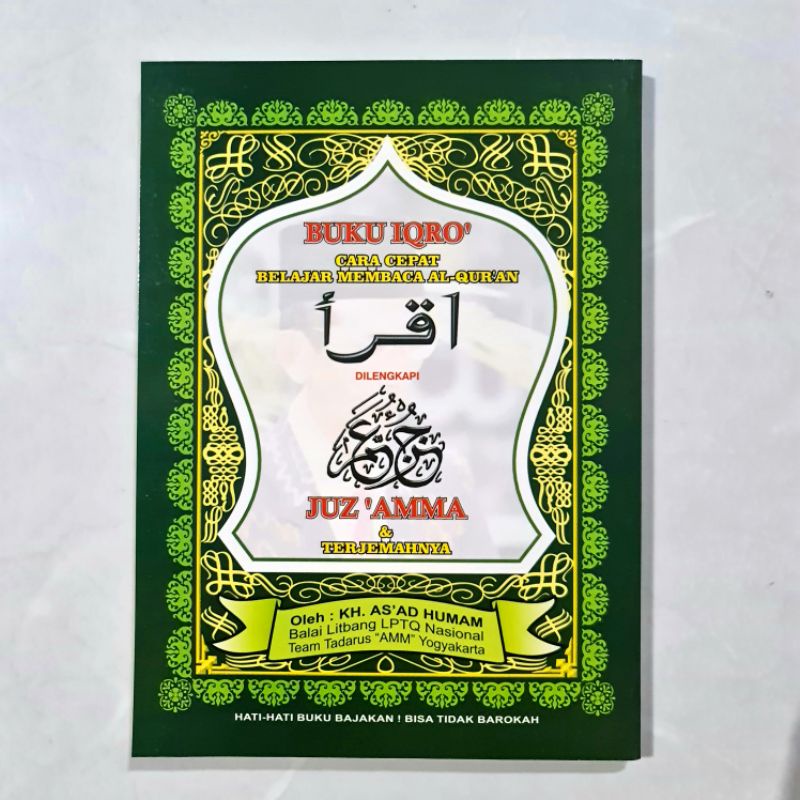 BUKU IQRO'
CARA CEPAT
BELAJAR MEMBACA AL-QUR'AN
اقرأ
DILENGKAPI
جزء عم
JUZ 'AMMA
&
TERJEMAHNYA
Oleh : KH. AS'AD HUMAM
Balai Litbang LPTQ Nasional
Team Tadarus "AMM" Yogyakarta
HATI-HATI BUKU BAJAKAN ! BISA TIDAK BAROKAH